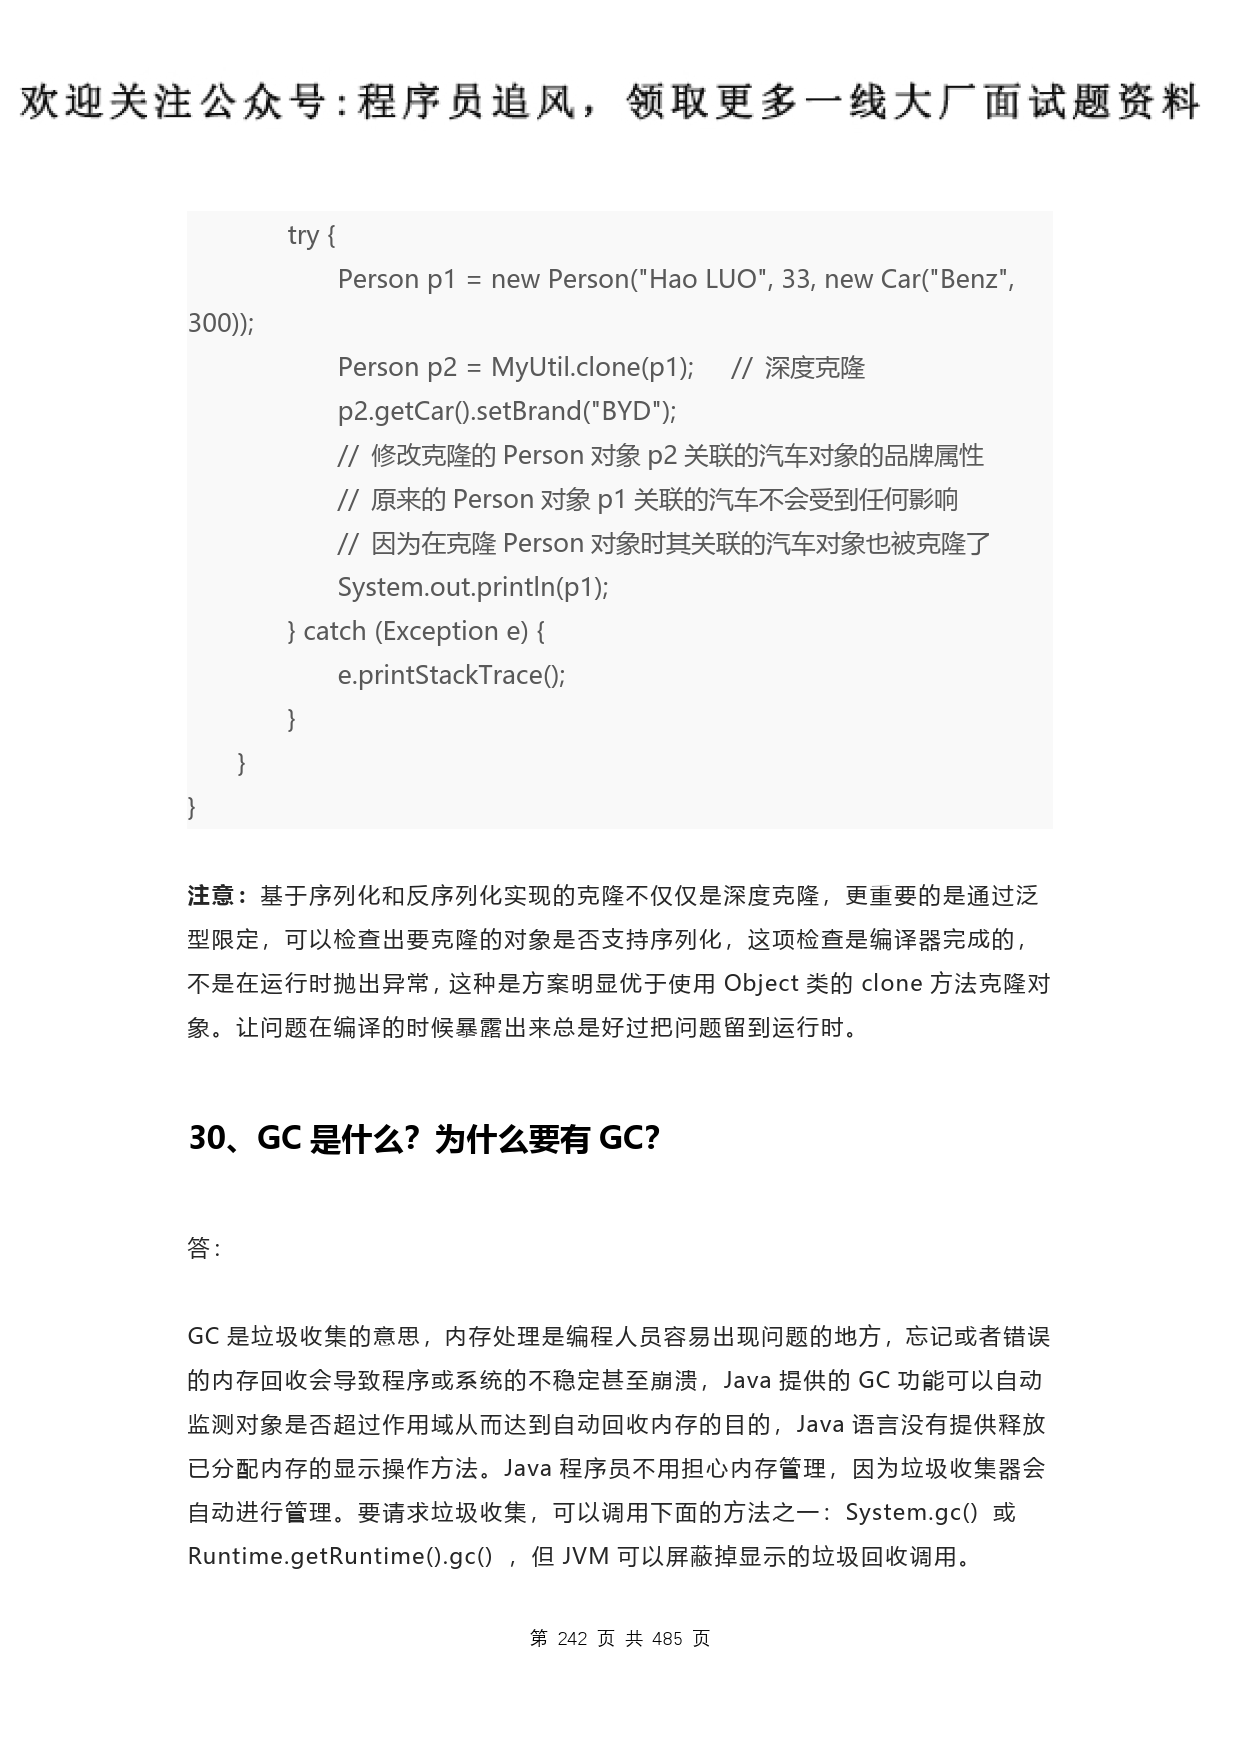 欢迎关注公众号:程序员追风，领取更多一线大厂面试题资料
try {
Person p1 = new Person("Hao LUO", 33, new Car("Benz",
300));
Person p2 = MyUtil.clone(p1); // 深度克隆
p2.getCar().setBrand("BYD");
// 修改克隆的 Person 对象 p2 关联的汽车对象的品牌属性
// 原来的 Person 对象 p1 关联的汽车不会受到任何影响
// 因为在克隆 Person 对象时其关联的汽车对象也被克隆了
System.out.println(p1);
} catch (Exception e) {
e.printStackTrace();
}
}
}
注意：基于序列化和反序列化实现的克隆不仅仅是深度克隆，更重要的是通过泛
型限定，可以检查出要克隆的对象是否支持序列化，这项检查是编译器完成的，
不是在运行时抛出异常，这种是方案明显优于使用 Object 类的 clone 方法克隆对
象。让问题在编译的时候暴露出来总是好过把问题留到运行时。
30、GC 是什么？为什么要有 GC？
答：
GC 是垃圾收集的意思，内存处理是编程人员容易出现问题的地方，忘记或者错误
的内存回收会导致程序或系统的不稳定甚至崩溃，Java 提供的 GC 功能可以自动
监测对象是否超过作用域从而达到自动回收内存的目的，Java 语言没有提供释放
已分配内存的显示操作方法。Java 程序员不用担心内存管理，因为垃圾收集器会
自动进行管理。要请求垃圾收集，可以调用下面的方法之一：System.gc() 或
Runtime.getRuntime().gc() ，但 JVM 可以屏蔽掉显示的垃圾回收调用。
第 242 页 共 485 页